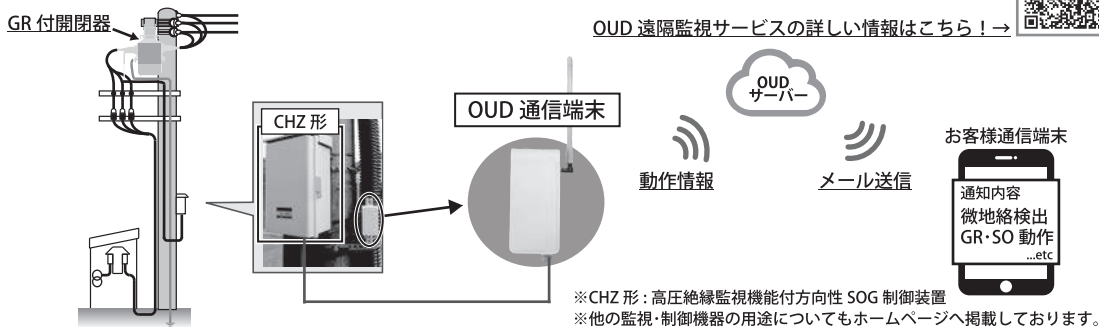 GR 付開閉器
OUD 遠隔監視サービスの詳しい情報はこちら！→
CHZ 形
OUD 通信端末
OUD
サーバー
動作情報
メール送信
お客様通信端末
通知内容
微地絡検出
GR・SO 動作
...etc
※CHZ 形 : 高圧絶縁監視機能付方向性 SOG 制御装置
※他の監視・制御機器の用途についてもホームページへ掲載しております。